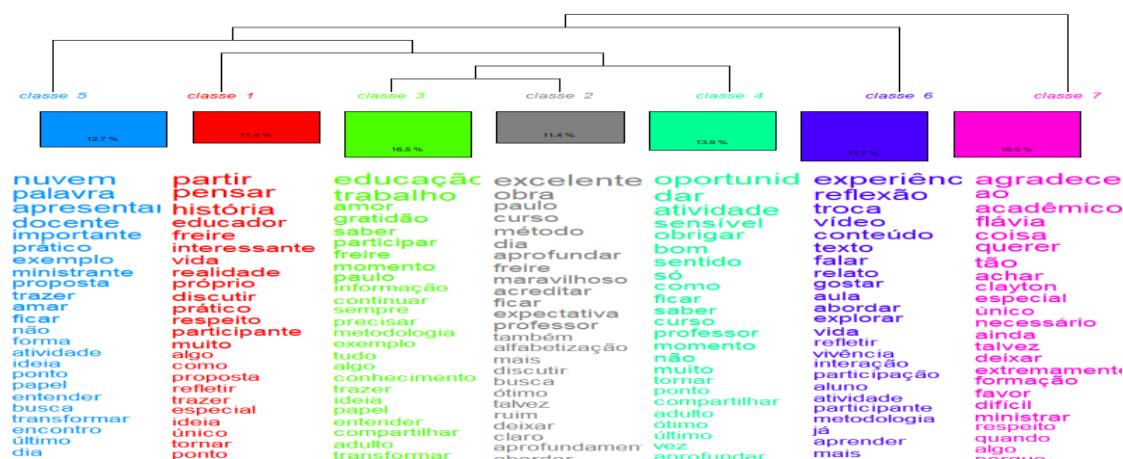 classe 5
classe 1
classe 3
classe 2
classe 4
classe 6
classe 7
12.7 %
11.4 %
16.5 %
11.4 %
13.9 %
17.7 %
16.5 %
nuvem
palavra
apresentar
docente
importante
prático
exemplo
ministrante
proposta
trazer
amar
ficar
não
forma
atividade
ideia
ponto
papel
entender
busca
transformar
encontro
último
dia
partir
pensar
história
educador
freire
interessante
vida
realidade
próprio
discutir
prático
respeito
participante
muito
algo
como
proposta
refletir
trazer
especial
ideia
único
tornar
ponto
educação
trabalho
amor
gratidão
saber
participar
freire
momento
paulo
informação
continuar
sempre
precisar
metodologia
exemplo
tudo
algo
conhecimento
trazer
ideia
papel
entender
compartilhar
adulto
transformar
excelente
obra
paulo
curso
método
dia
aprofundar
freire
maravilhoso
acreditar
ficar
expectativa
professor
também
alfabetização
mais
discutir
busca
ótimo
talvez
ruim
deixar
claro
aprofundamen
abordar
oportunid
dar
atividade
sensível
obrigar
bom
sentido
só
como
ficar
saber
curso
professor
momento
não
muito
tornar
ponto
compartilhar
adulto
ótimo
último
vez
aprofundar
experiênc
reflexão
troca
vídeo
conteúdo
texto
falar
relato
gostar
aula
abordar
explorar
vida
refletir
vivência
interação
participação
aluno
atividade
participante
metodologia
já
aprender
mais
agradece
ao
acadêmico
flávia
coisa
querer
tão
achar
clayton
especial
único
necessário
ainda
talvez
deixar
extremamente
formação
favor
difícil
ministrar
respeito
quando
algo
porque